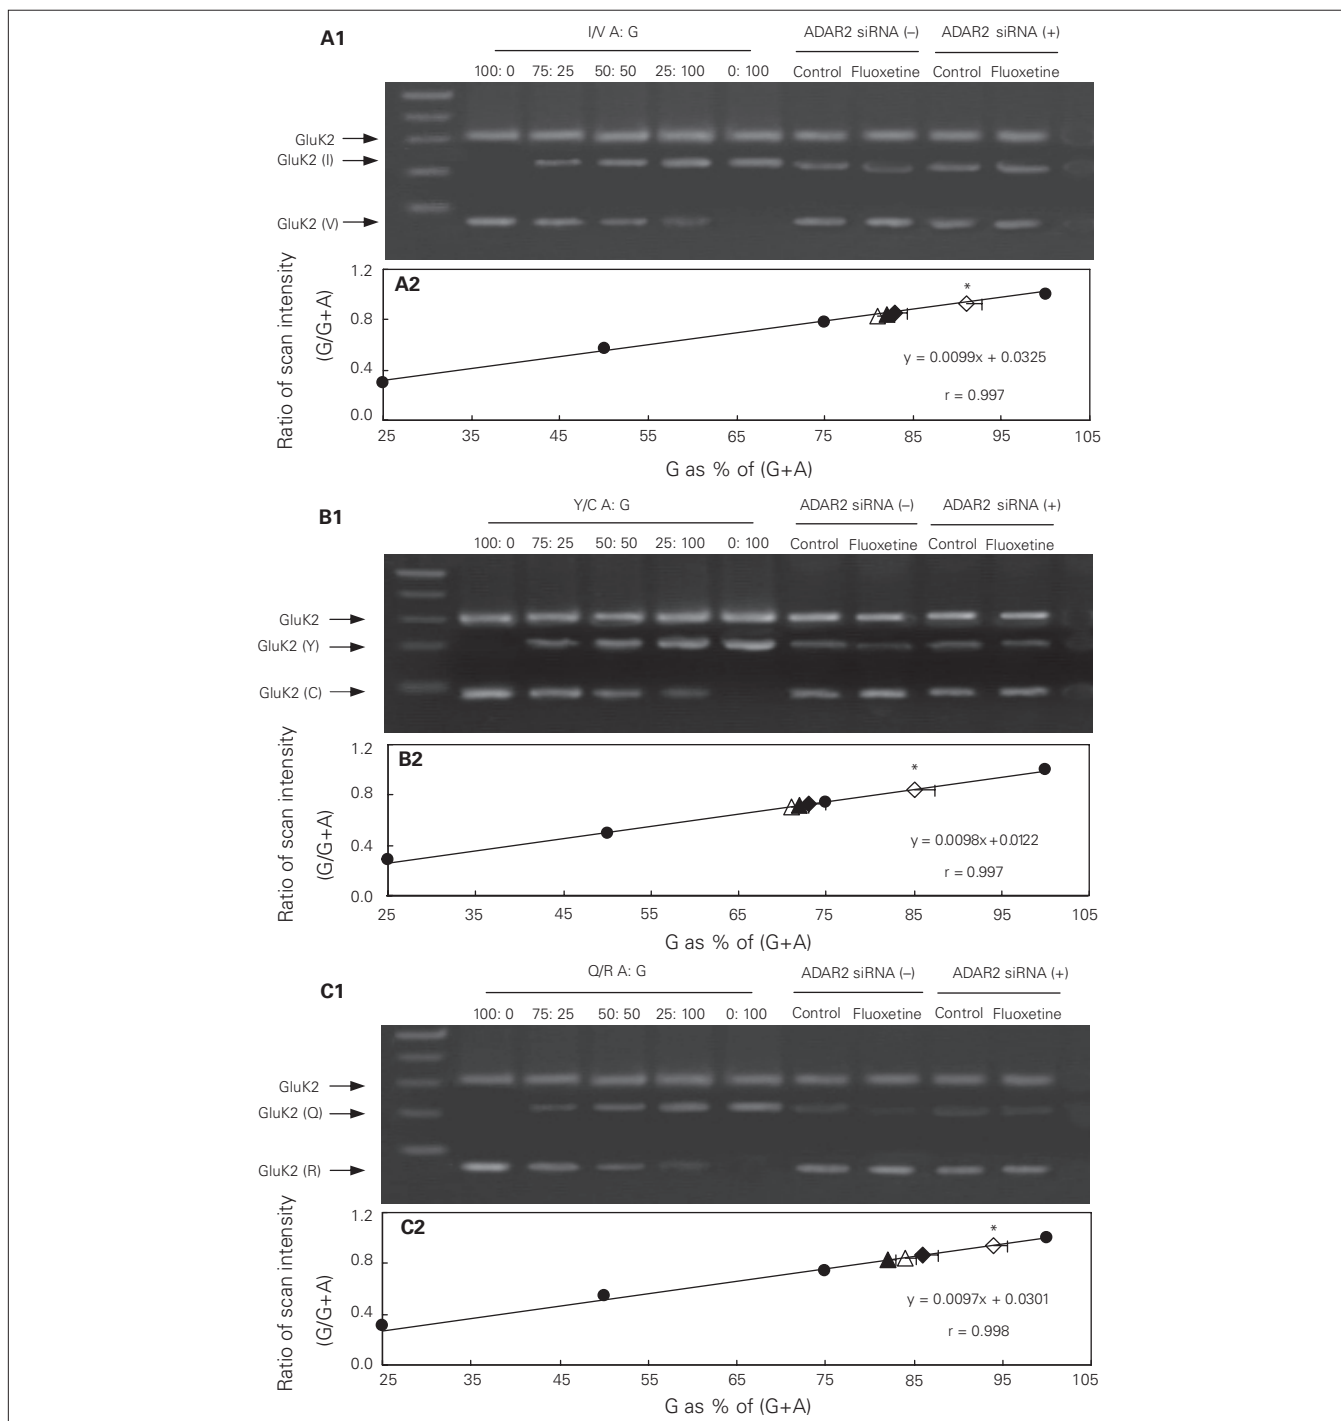 A1
I/V A: G
ADAR2 siRNA (–)
ADAR2 siRNA (+)
100: 0 75: 25 50: 50 25: 100 0: 100 Control Fluoxetine Control Fluoxetine
GluK2
GluK2 (I)
GluK2 (V)
Ratio of scan intensity
(G/G+A)
A2
1.2
0.8
0.4
0.0
*
y = 0.0099x + 0.0325
r = 0.997
25 35 45 55 65 75 85 95 105
G as % of (G+A)
B1
Y/C A: G
ADAR2 siRNA (–)
ADAR2 siRNA (+)
100: 0 75: 25 50: 50 25: 100 0: 100 Control Fluoxetine Control Fluoxetine
GluK2
GluK2 (Y)
GluK2 (C)
Ratio of scan intensity
(G/G+A)
B2
1.2
0.8
0.4
0.0
*
y = 0.0098x+0.0122
r = 0.997
25 35 45 55 65 75 85 95 105
G as % of (G+A)
C1
Q/R A: G
ADAR2 siRNA (–)
ADAR2 siRNA (+)
100: 0 75: 25 50: 50 25: 100 0: 100 Control Fluoxetine Control Fluoxetine
GluK2
GluK2 (Q)
GluK2 (R)
Ratio of scan intensity
(G/G+A)
C2
1.2
0.8
0.4
0.0
*
y = 0.0097x + 0.0301
r = 0.998
25 35 45 55 65 75 85 95 105
G as % of (G+A)